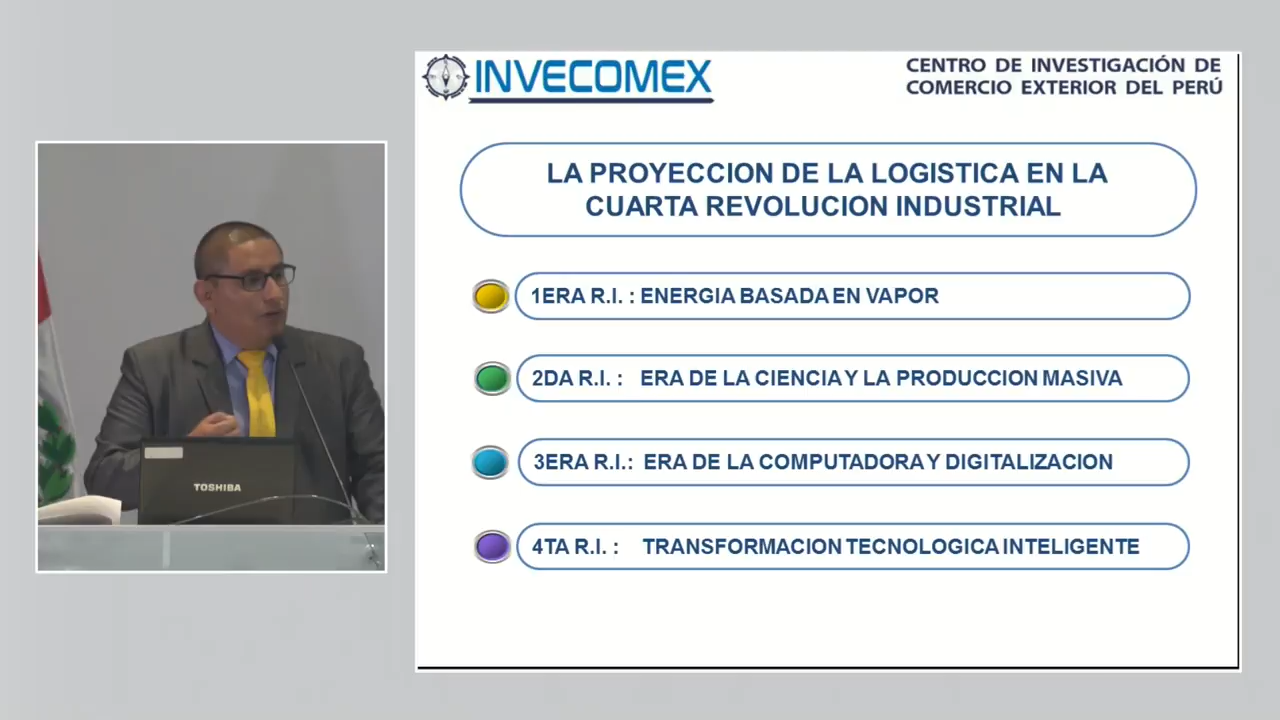 INVECOMEX
CENTRO DE INVESTIGACIÓN DE
COMERCIO EXTERIOR DEL PERÚ
LA PROYECCION DE LA LOGISTICA EN LA
CUARTA REVOLUCION INDUSTRIAL
1ERA R.I. : ENERGIA BASADA EN VAPOR
2DA R.I. : ERA DE LA CIENCIA Y LA PRODUCCION MASIVA
3ERA R.I.: ERA DE LA COMPUTADORA Y DIGITALIZACION
4TA R.I. : TRANSFORMACION TECNOLOGICA INTELIGENTE
TOSHIBA